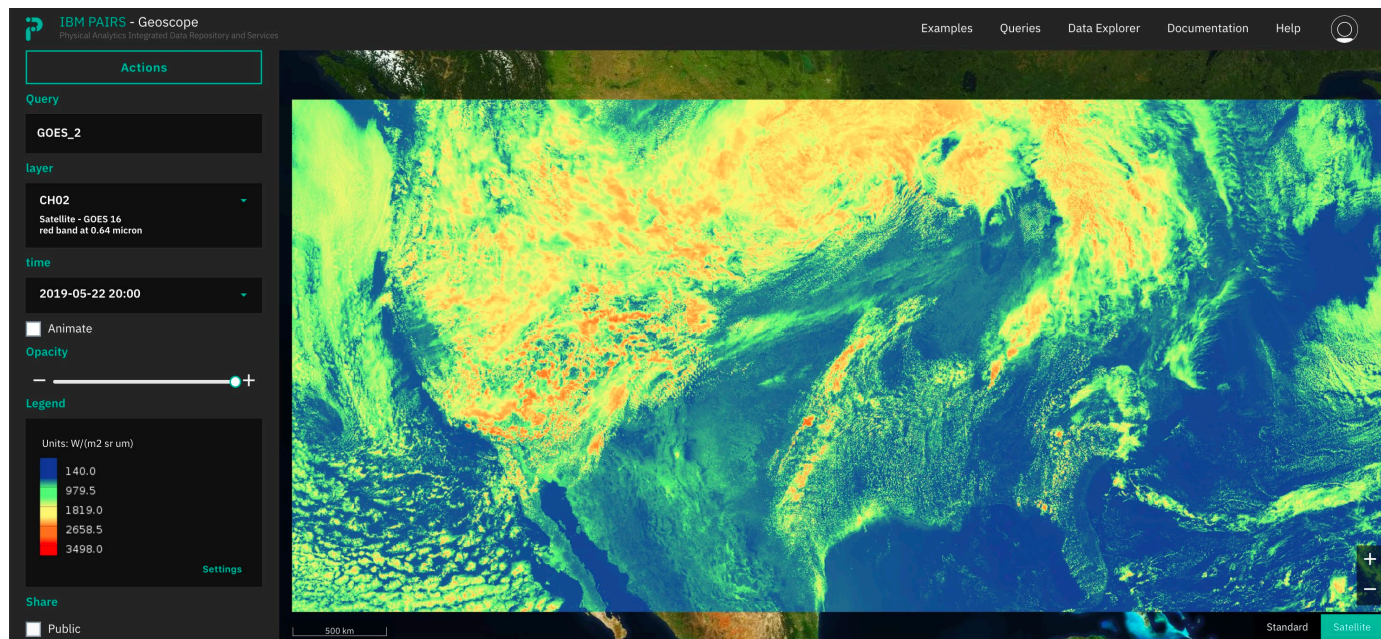 IBM PAIRS - Geoscope
Physical Analytics Integrated Data Repository and Services
Examples
Queries
Data Explorer
Documentation
Help
Actions
Query
GOES_2
layer
CH02
Satellite - GOES 16
red band at 0.64 micron
time
2019-05-22 20:00
Animate
Opacity
− +
Legend
Units: W/(m2 sr um)
140.0
979.5
1819.0
2658.5
3498.0
Settings
Share
Public
500 km
+
−
Standard
Satellite